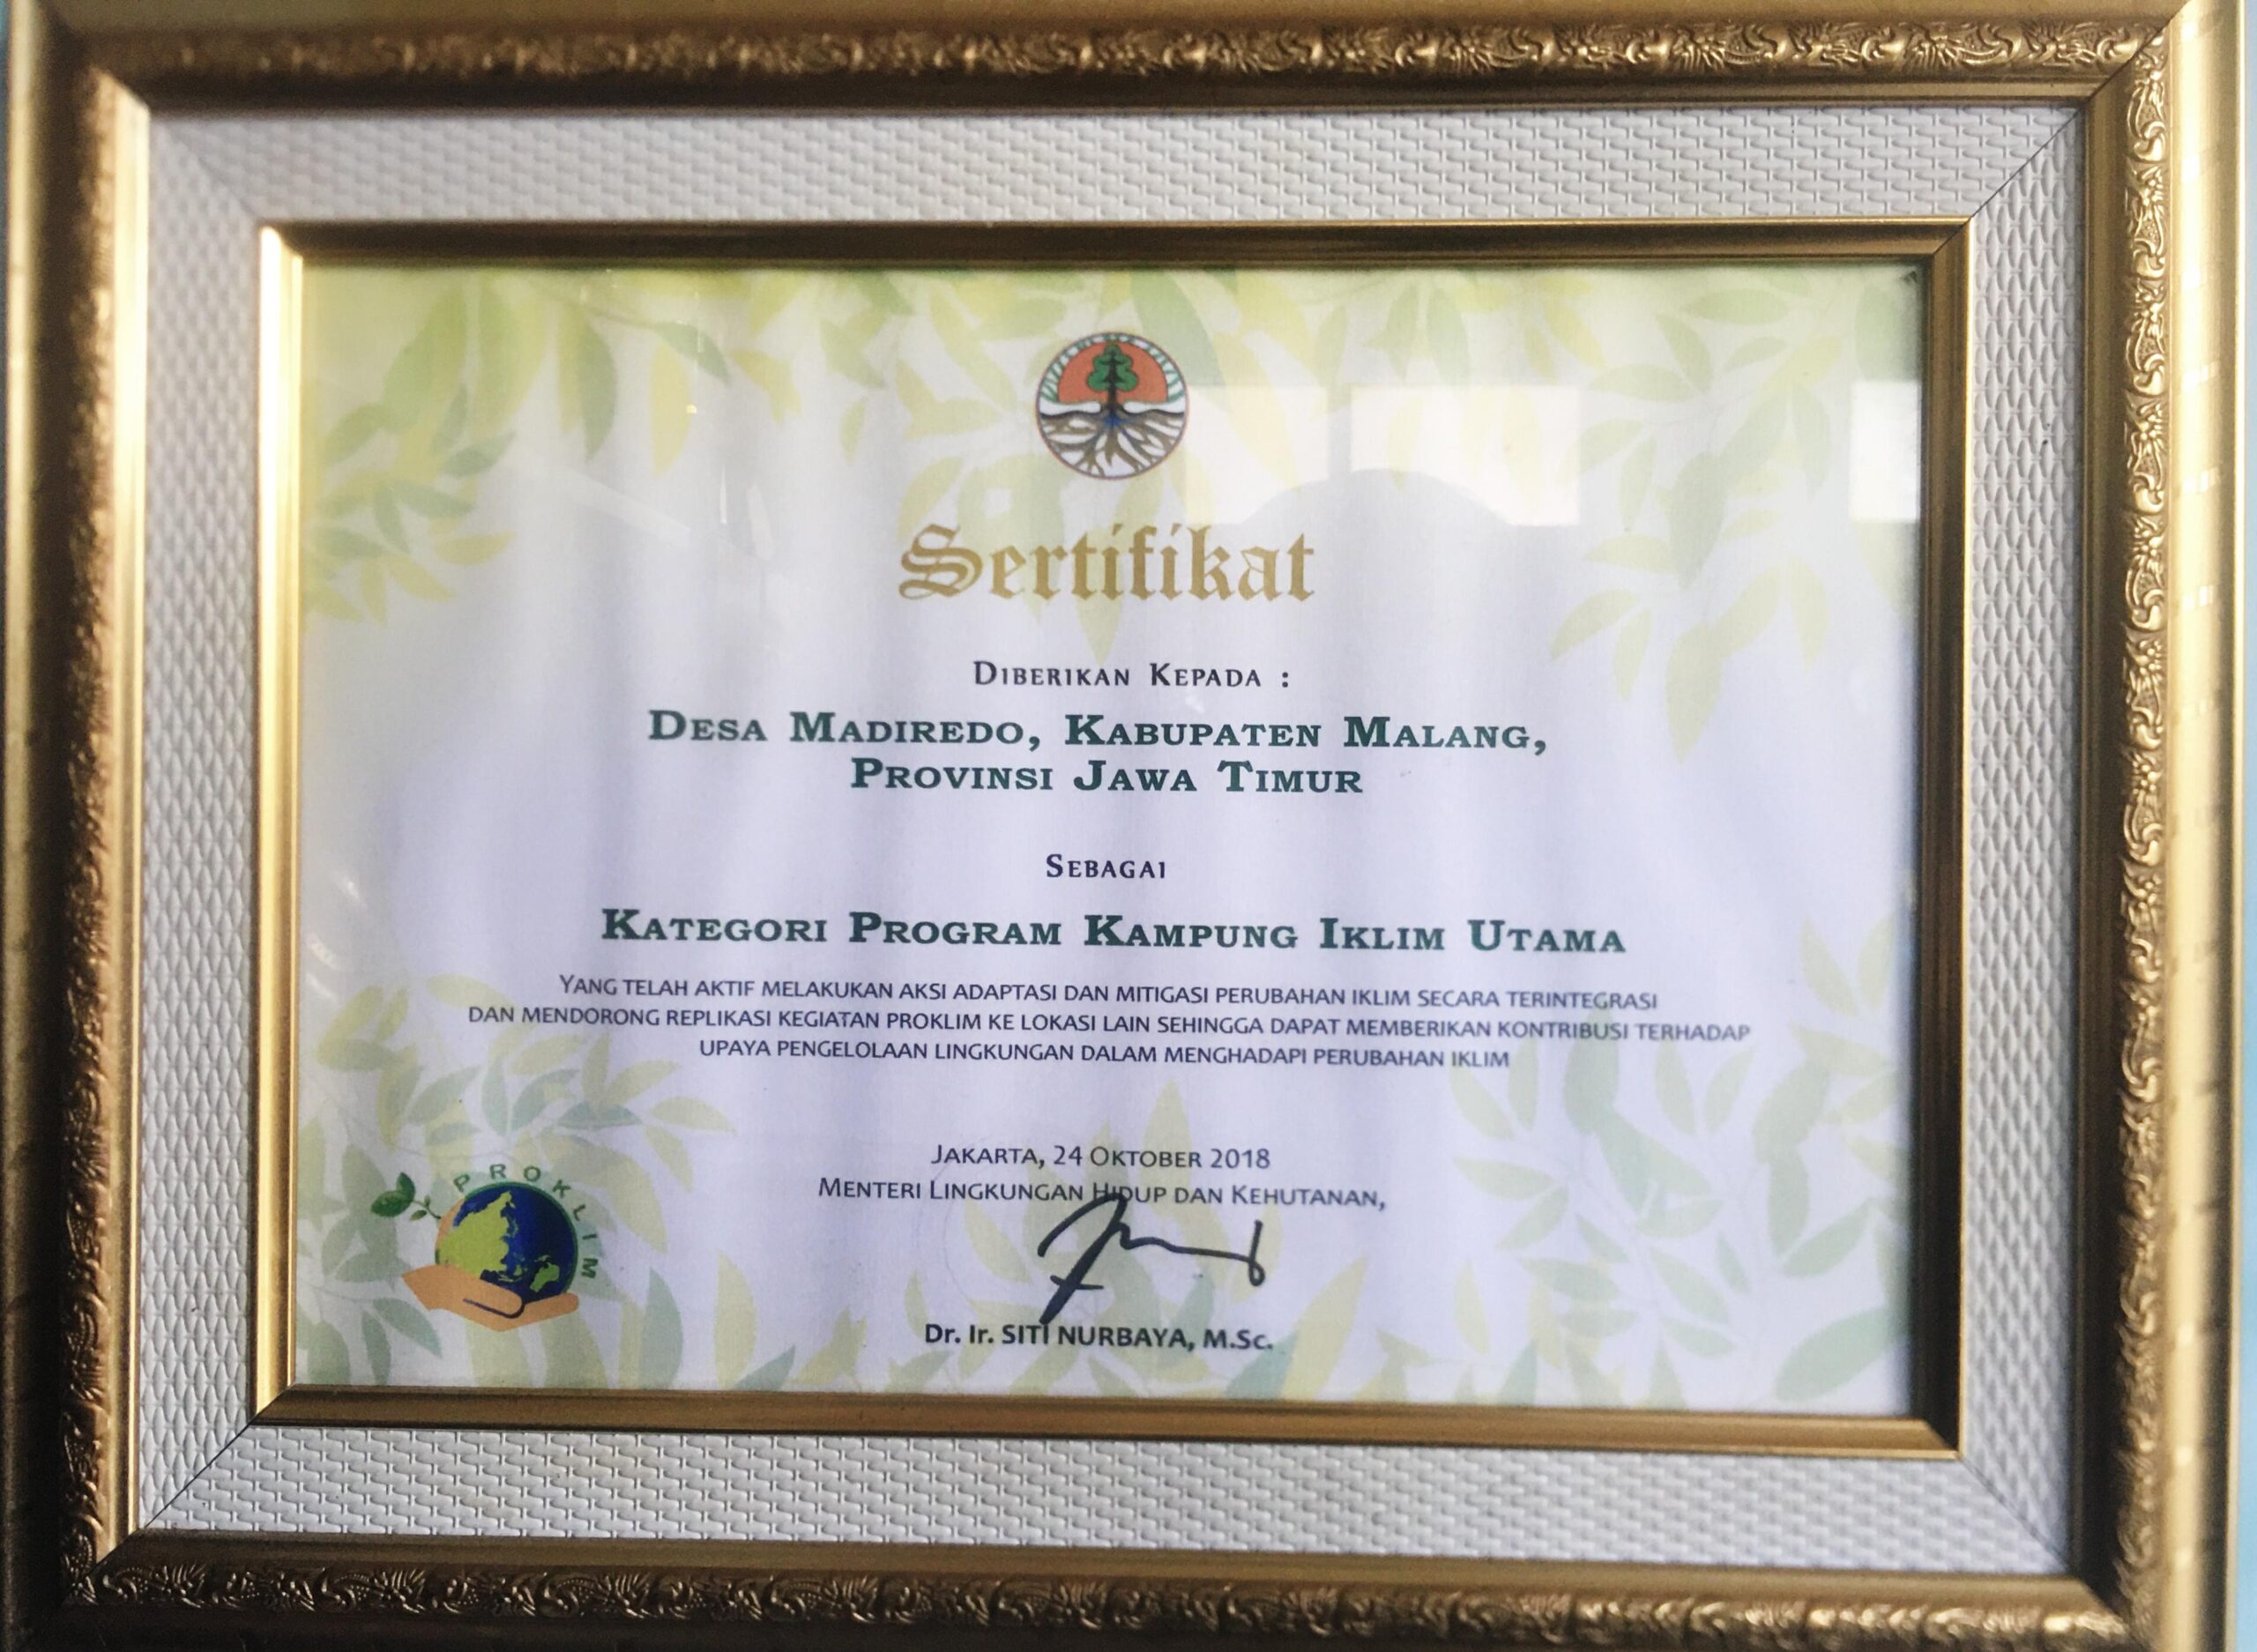 Sertifikat
DIBERIKAN KEPADA :
DESA MADIREDO, KABUPATEN MALANG,
PROVINSI JAWA TIMUR
SEBAGAI
KATEGORI PROGRAM KAMPUNG IKLIM UTAMA
YANG TELAH AKTIF MELAKUKAN AKSI ADAPTASI DAN MITIGASI PERUBAHAN IKLIM SECARA TERINTEGRASI
DAN MENDORONG REPLIKASI KEGIATAN PROKLIM KE LOKASI LAIN SEHINGGA DAPAT MEMBERIKAN KONTRIBUSI TERHADAP
UPAYA PENGELOLAAN LINGKUNGAN DALAM MENGHADAPI PERUBAHAN IKLIM
JAKARTA, 24 OKTOBER 2018
MENTERI LINGKUNGAN HIDUP DAN KEHUTANAN,
PROKLIM
Dr. Ir. SITI NURBAYA, M.Sc.